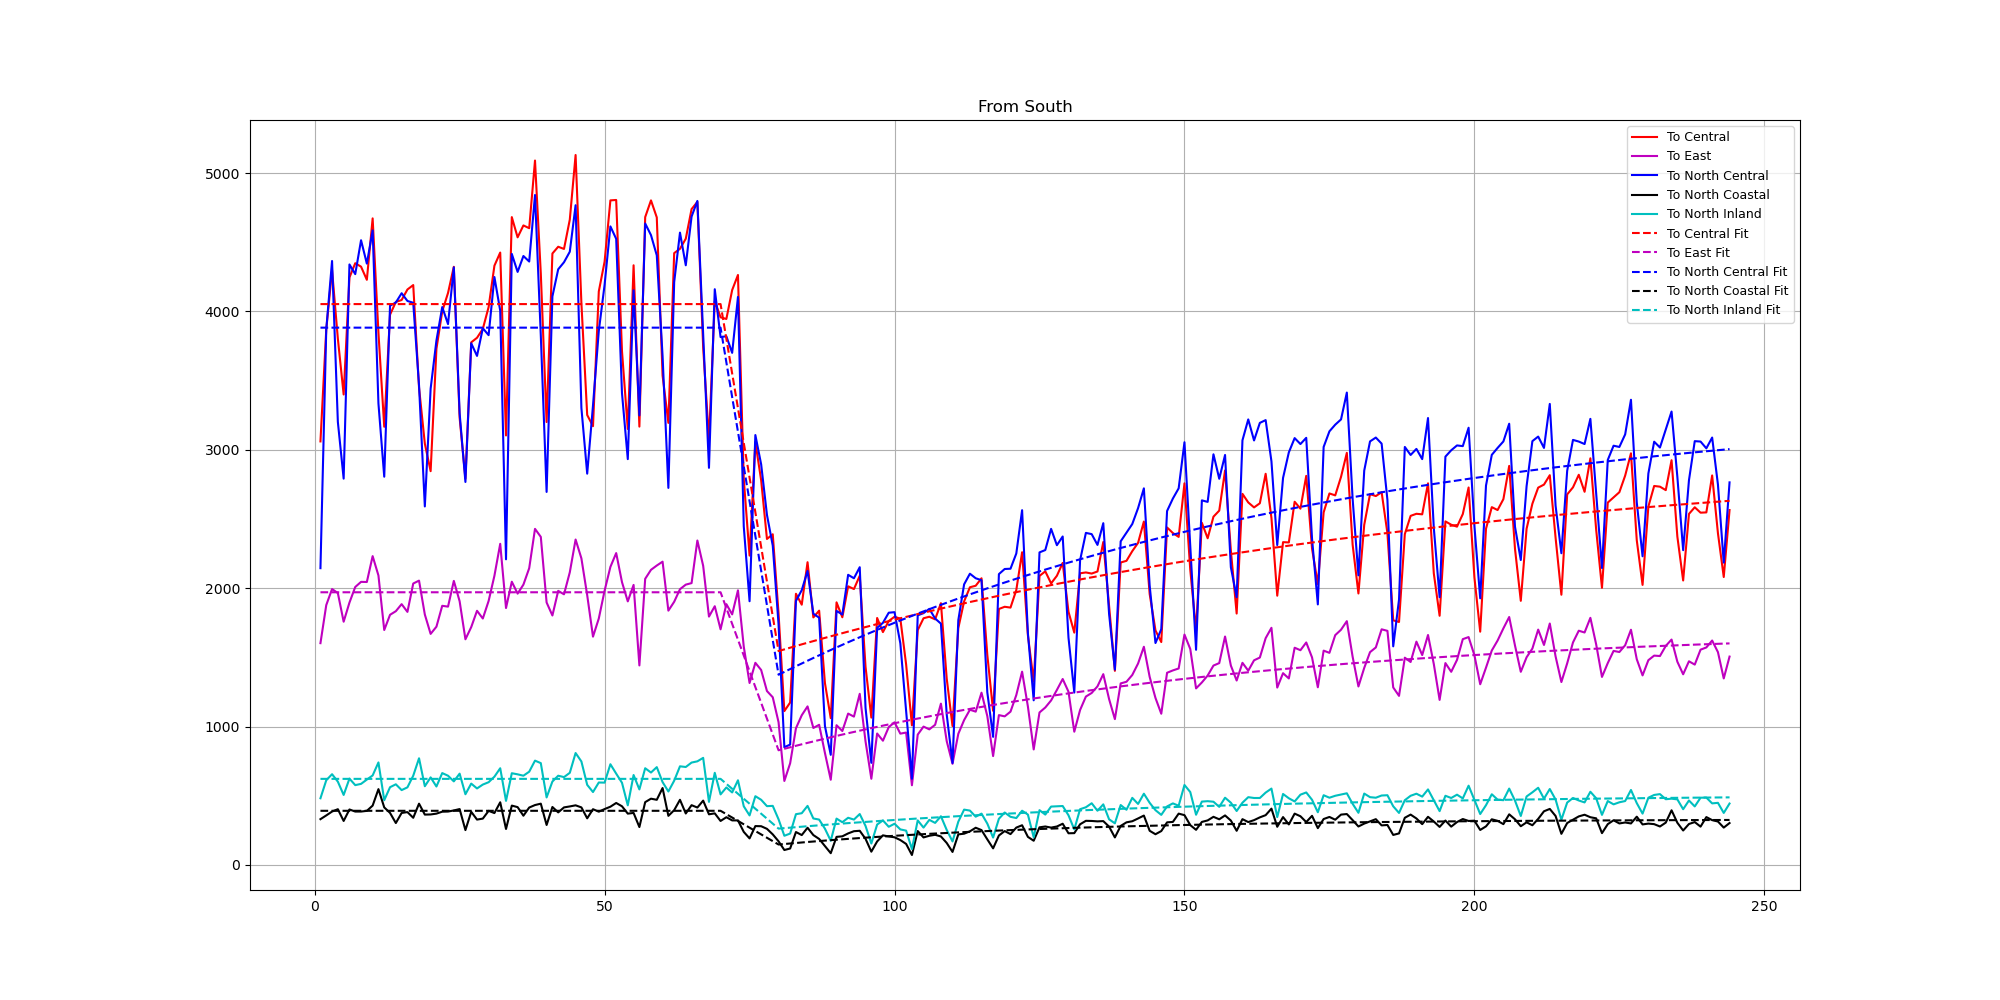 From South
To Central
To East
To North Central
To North Coastal
To North Inland
To Central Fit
To East Fit
To North Central Fit
To North Coastal Fit
To North Inland Fit
5000
4000
3000
2000
1000
0
0 50 100 150 200 250